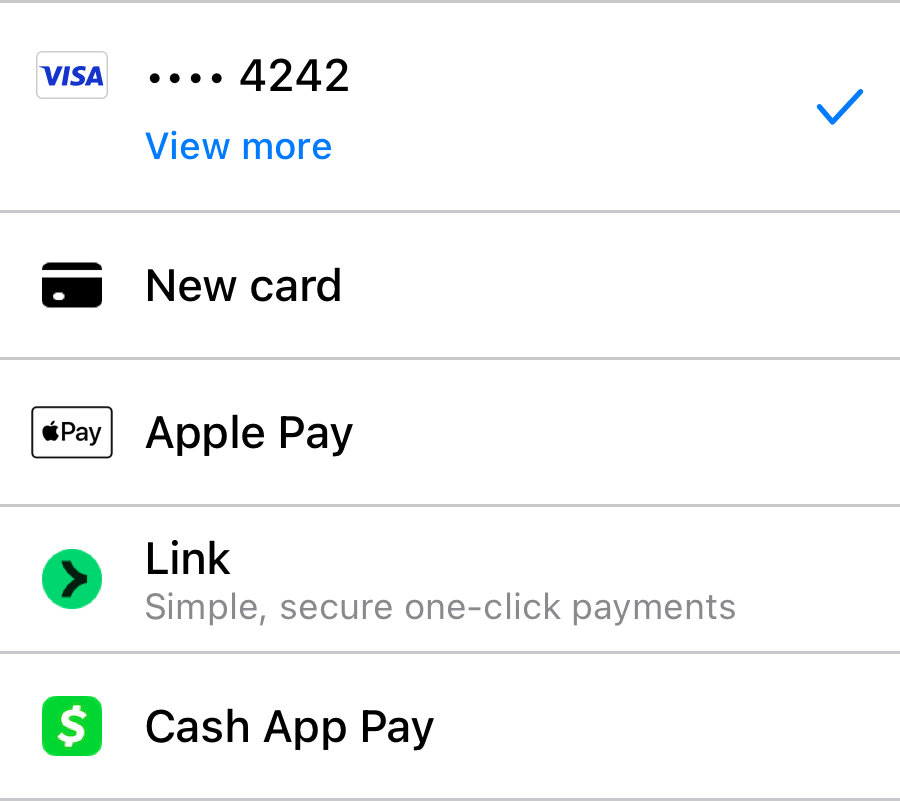 VISA
•••• 4242
View more
New card
Pay
Apple Pay
Link
Simple, secure one-click payments
$
Cash App Pay